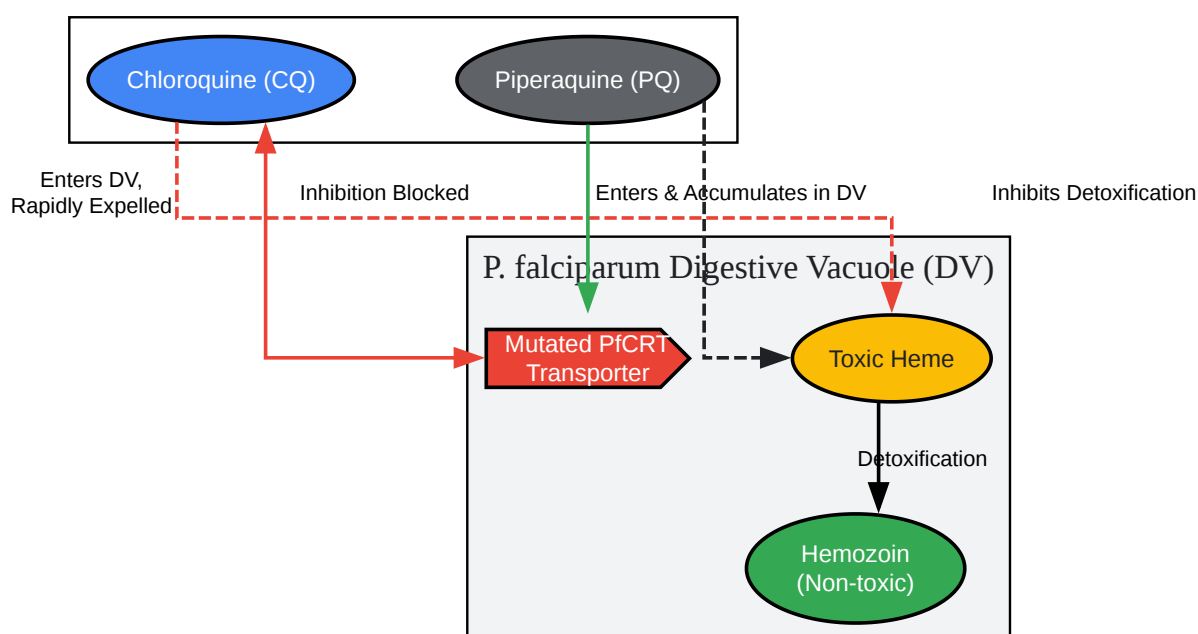 Chloroquine (CQ)
Piperaquine (PQ)
Enters DV,
Rapidly Expelled
Inhibition Blocked
Enters & Accumulates in DV
Inhibits Detoxification
P. falciparum Digestive Vacuole (DV)
Mutated PfCRT
Transporter
Toxic Heme
Detoxification
Hemozoin
(Non-toxic)